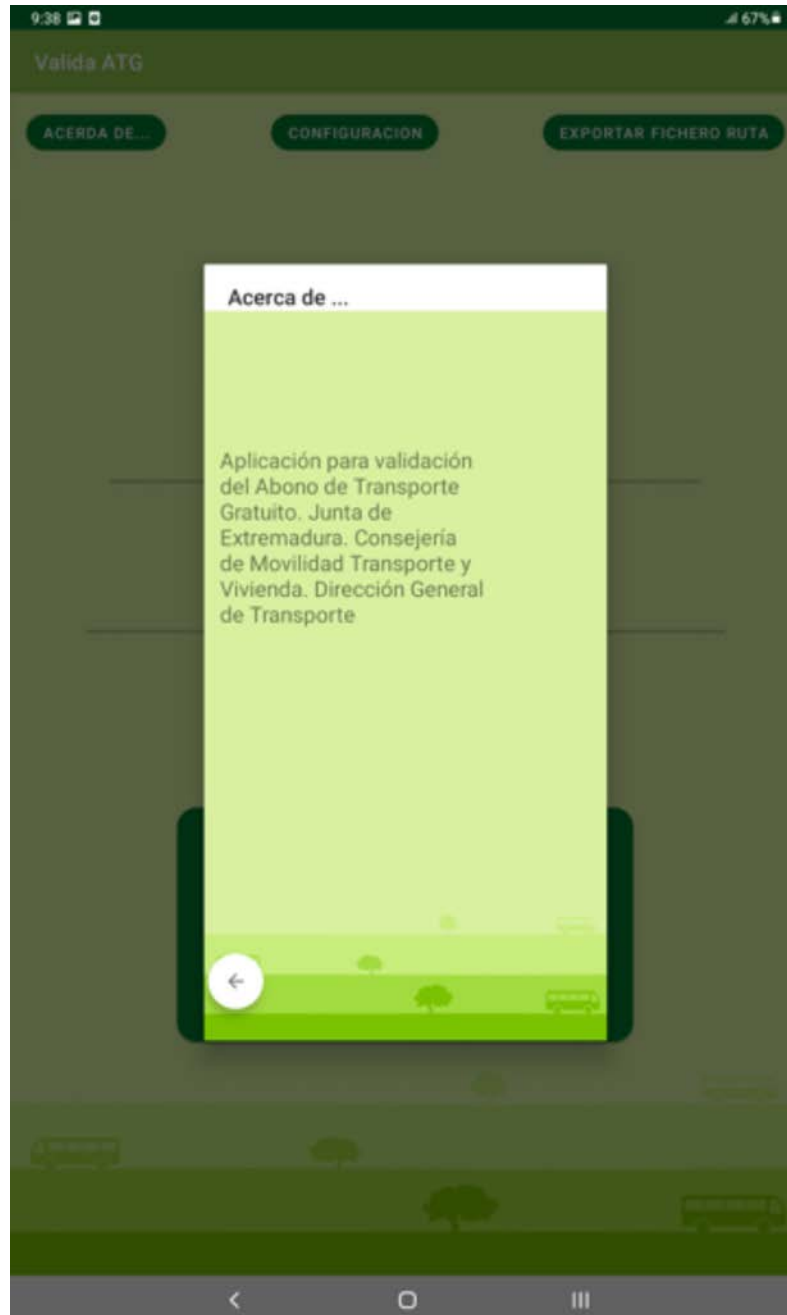 9:38
67%
Valida ATG
ACERDA DE...
CONFIGURACION
EXPORTAR FICHERO RUTA
Acerca de ...
Aplicación para validación
del Abono de Transporte
Gratuito. Junta de
Extremadura. Consejería
de Movilidad Transporte y
Vivienda. Dirección General
de Transporte